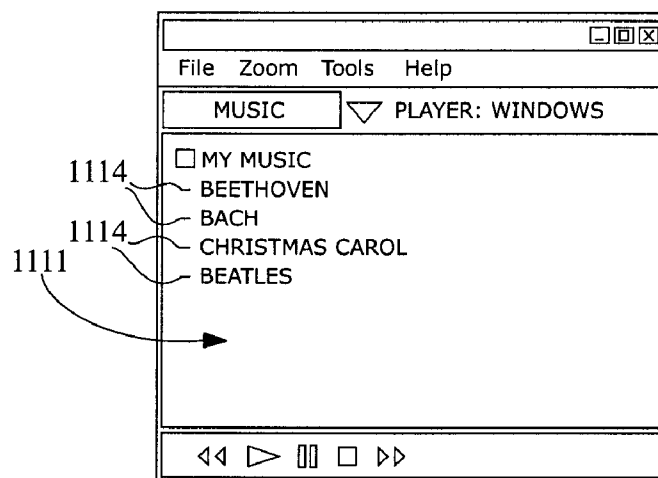 File Zoom Tools Help
MUSIC PLAYER: WINDOWS
MY MUSIC
1114 BEETHOVEN
BACH
1114 CHRISTMAS CAROL
1111 BEATLES